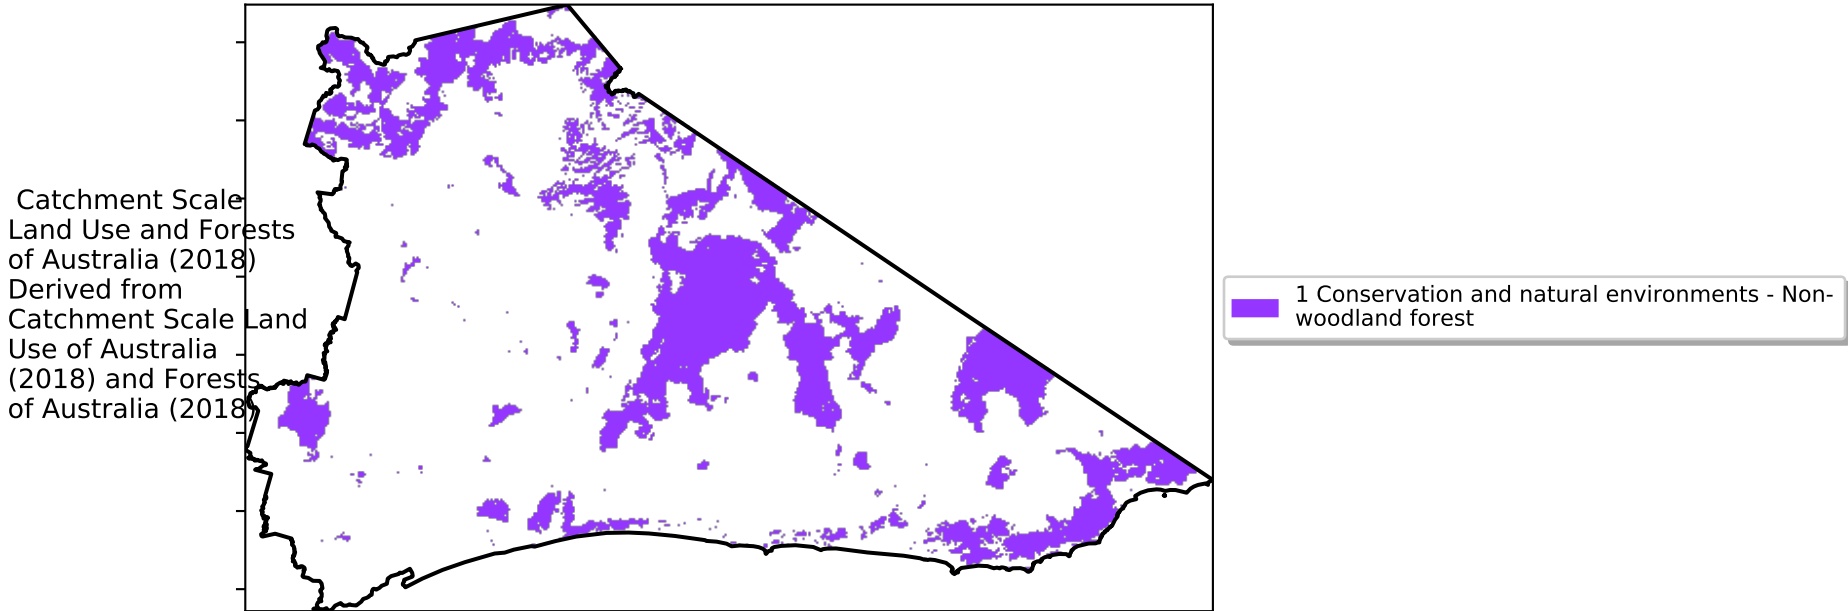 Catchment Scale
Land Use and Forests
of Australia (2018)
Derived from
Catchment Scale Land
Use of Australia
(2018) and Forests
of Australia (2018)
1 Conservation and natural environments - Non-
woodland forest